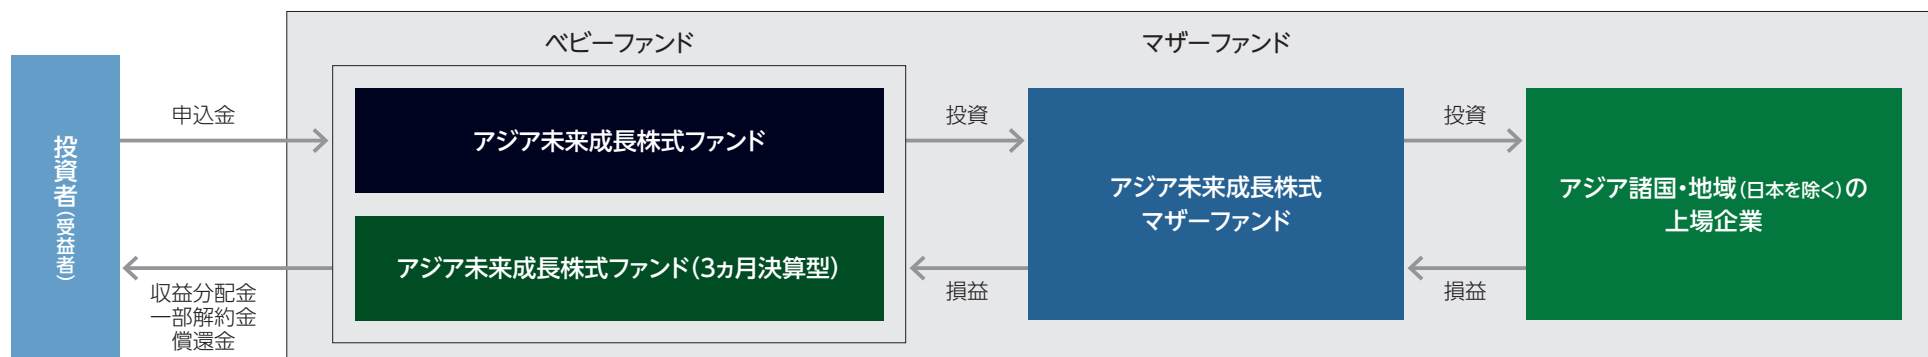 ベビーファンド
マザーファンド
投資者(受益者)
申込金
アジア未来成長株式ファンド
アジア未来成長株式ファンド(3ヵ月決算型)
収益分配金
一部解約金
償還金
投資
損益
アジア未来成長株式
マザーファンド
投資
損益
アジア諸国・地域(日本を除く)の
上場企業